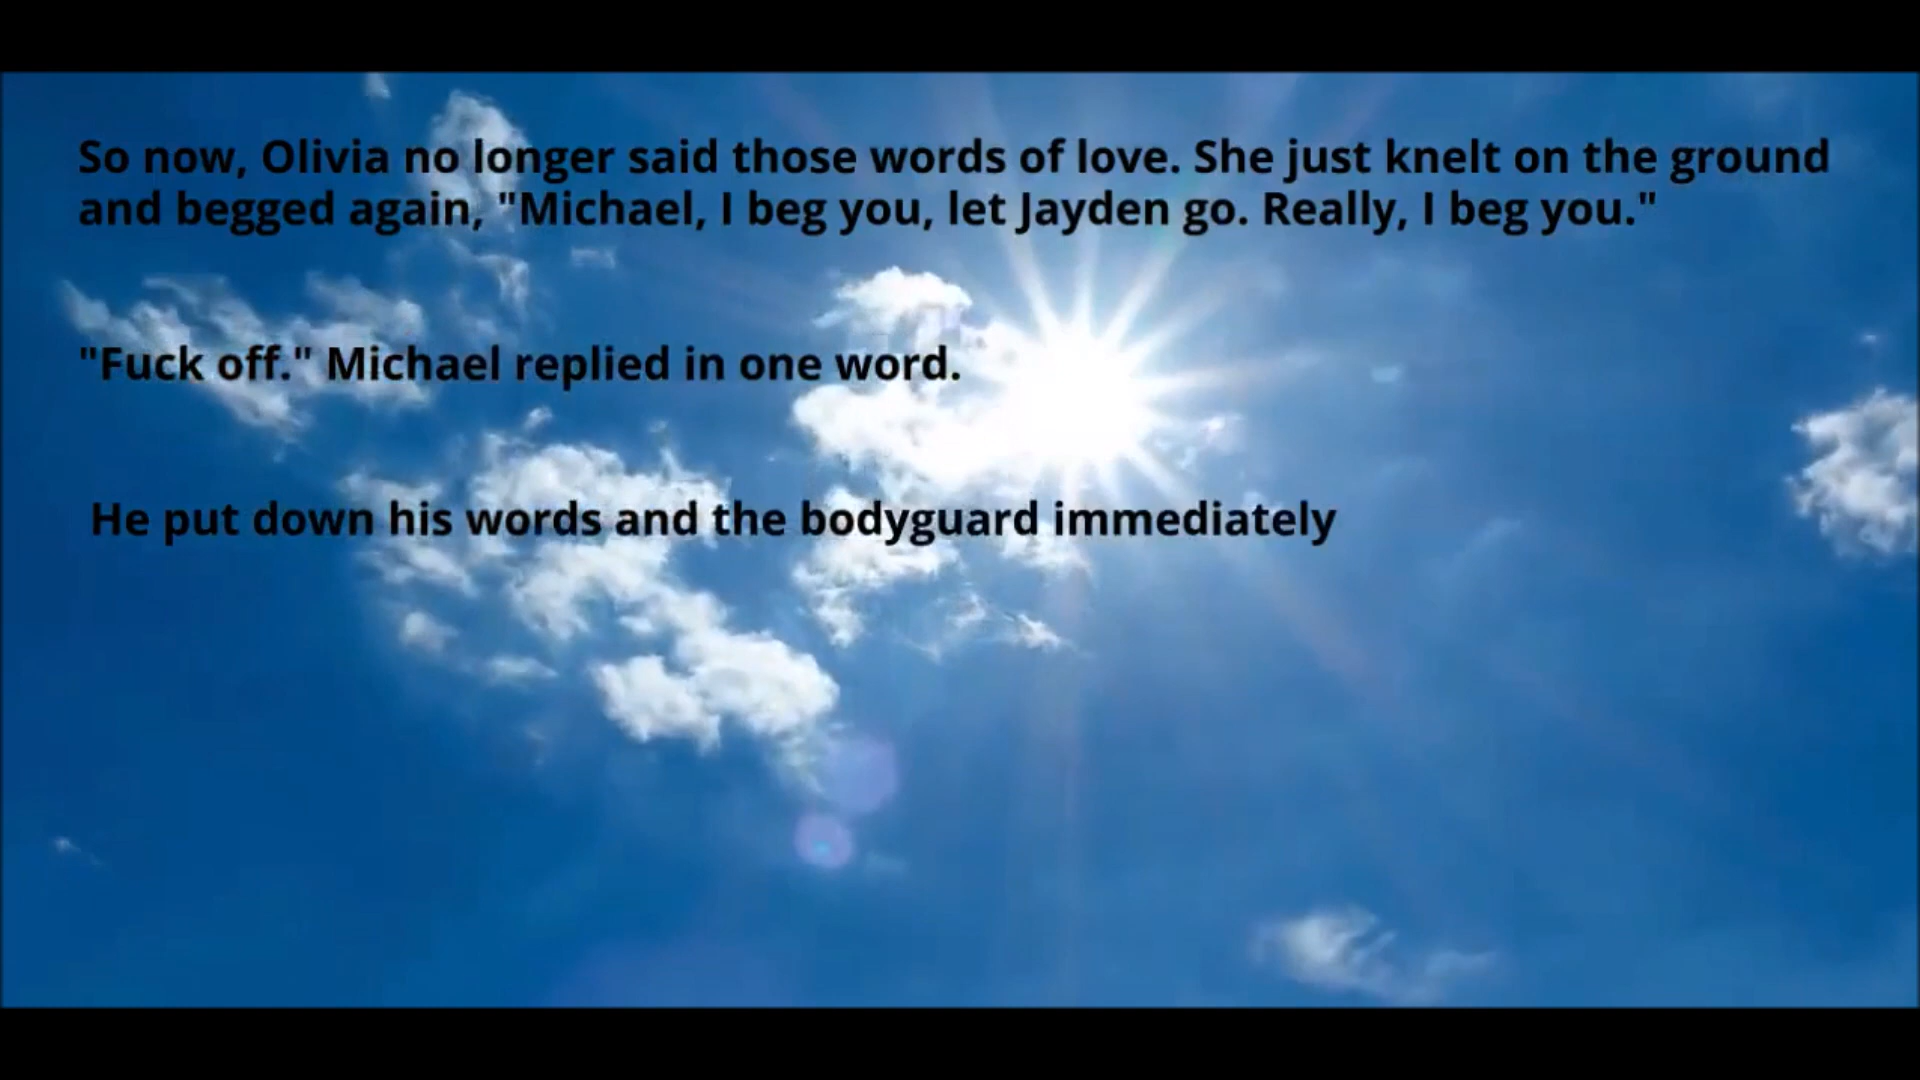 So now, Olivia no longer said those words of love. She just knelt on the ground
and begged again, "Michael, I beg you, let Jayden go. Really, I beg you."
"Fuck off." Michael replied in one word.
He put down his words and the bodyguard immediately